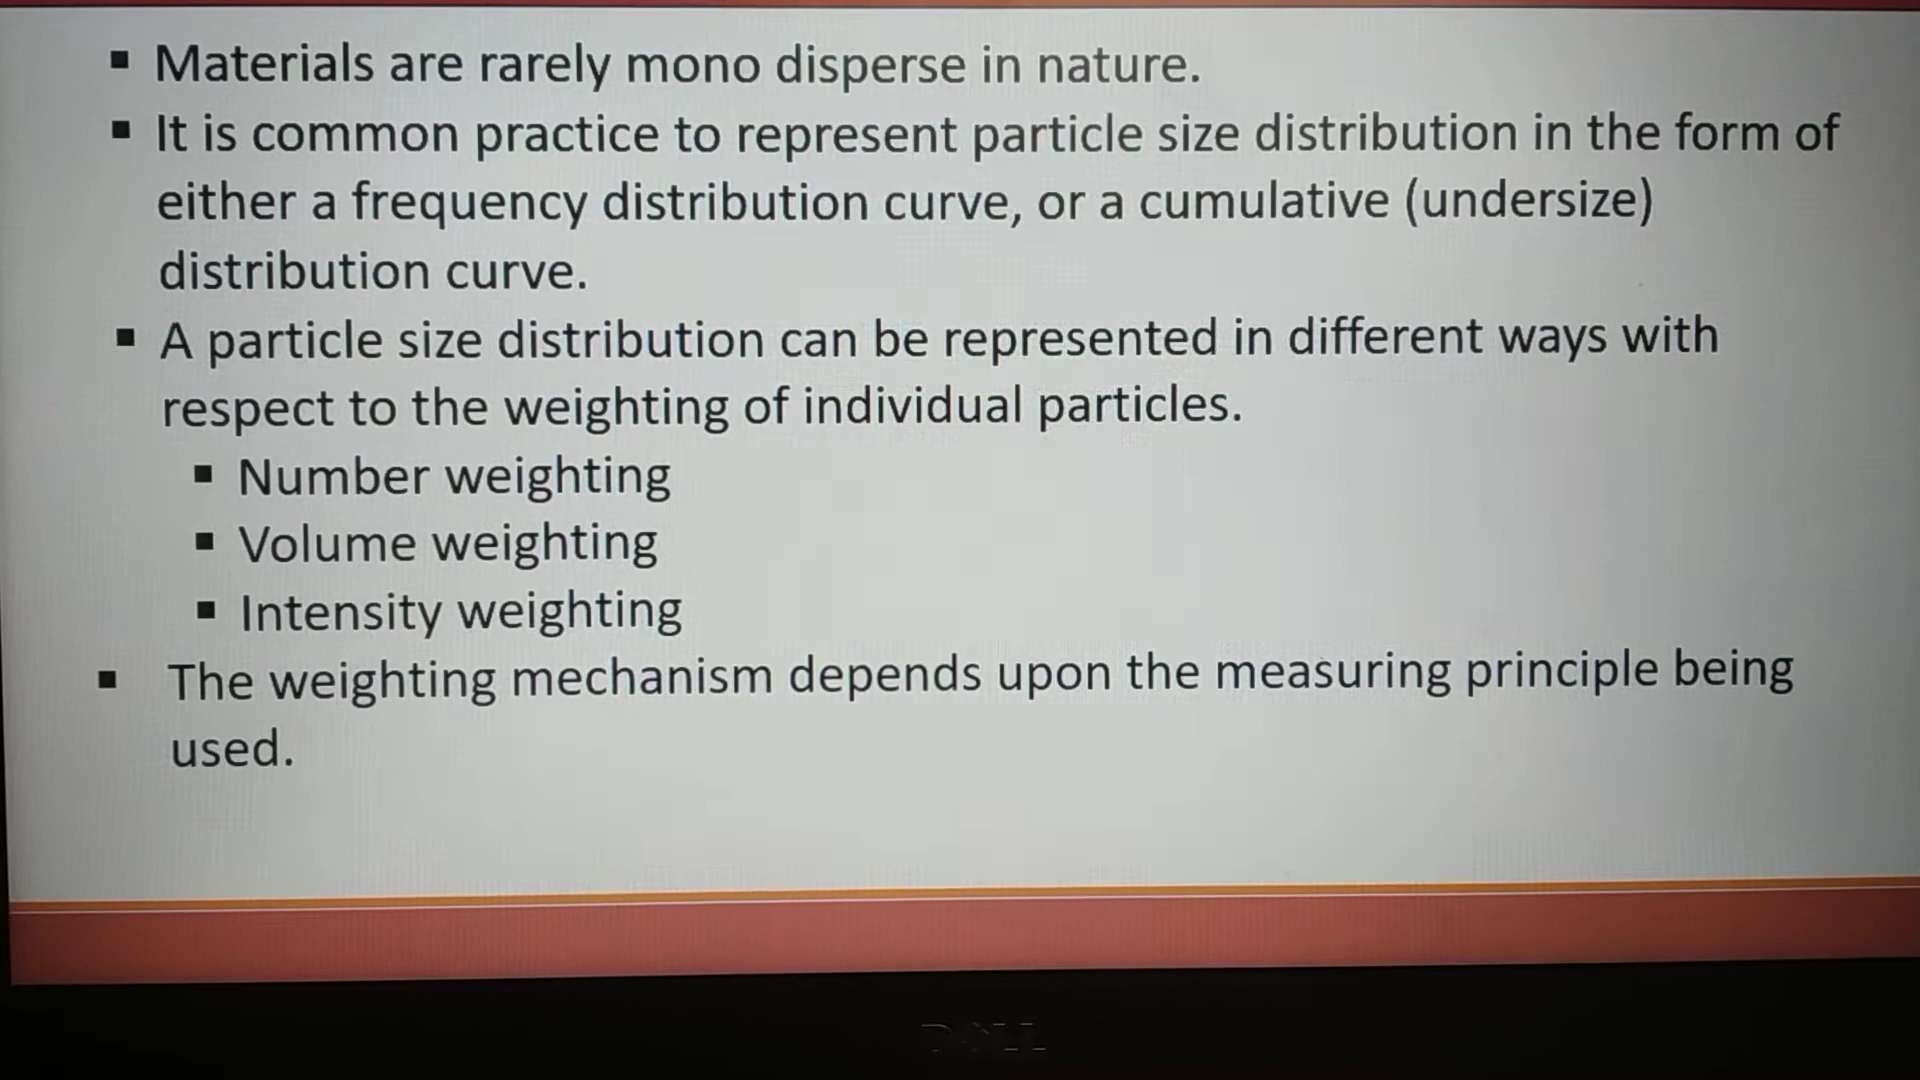 ▪ Materials are rarely mono disperse in nature.
▪ It is common practice to represent particle size distribution in the form of
either a frequency distribution curve, or a cumulative (undersize)
distribution curve.
▪ A particle size distribution can be represented in different ways with
respect to the weighting of individual particles.
▪ Number weighting
▪ Volume weighting
▪ Intensity weighting
▪ The weighting mechanism depends upon the measuring principle being
used.
DELL